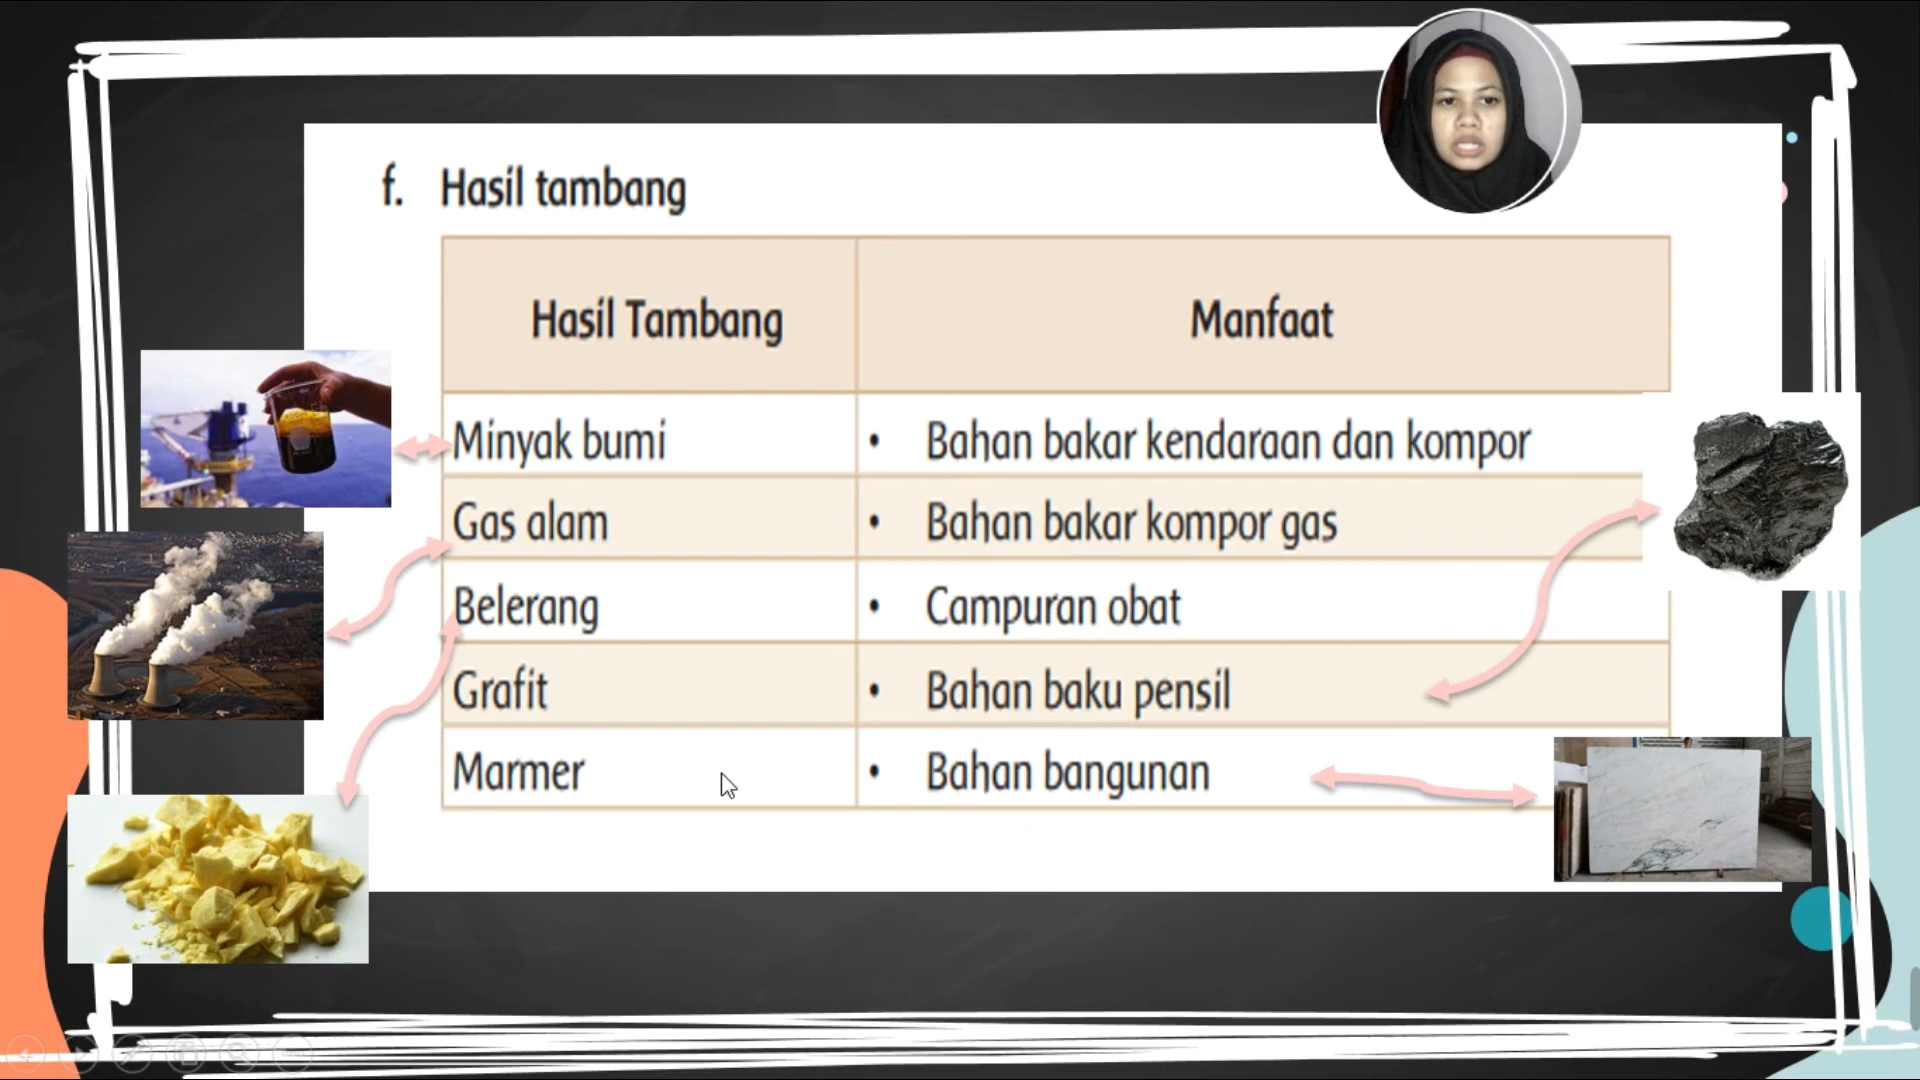 f. Hasil tambang
Hasil Tambang Manfaat
Minyak bumi • Bahan bakar kendaraan dan kompor
Gas alam • Bahan bakar kompor gas
Belerang • Campuran obat
Grafit • Bahan baku pensil
Marmer • Bahan bangunan